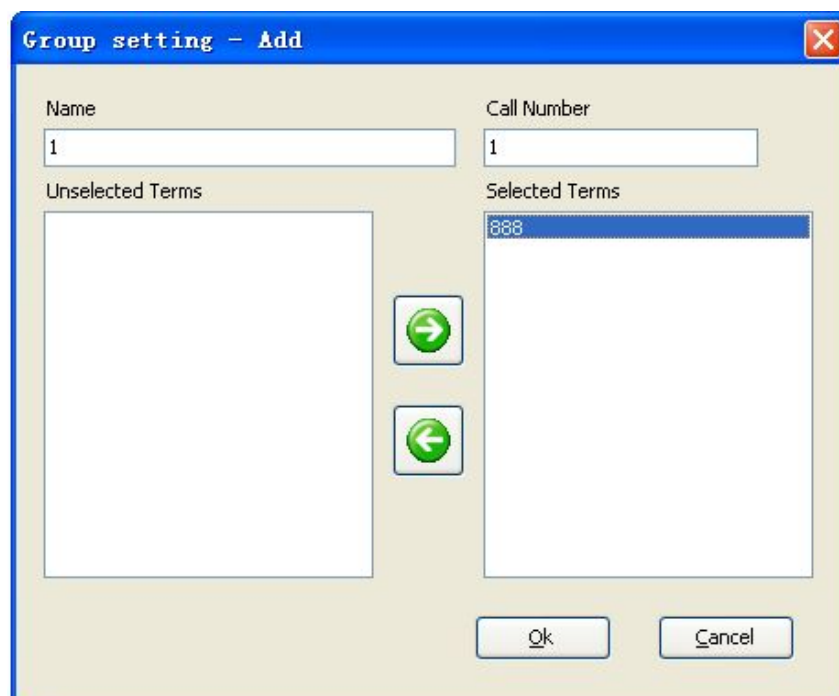 Group setting - Add
Name
Call Number
1
1
Unselected Terms
Selected Terms
888
Ok
Cancel